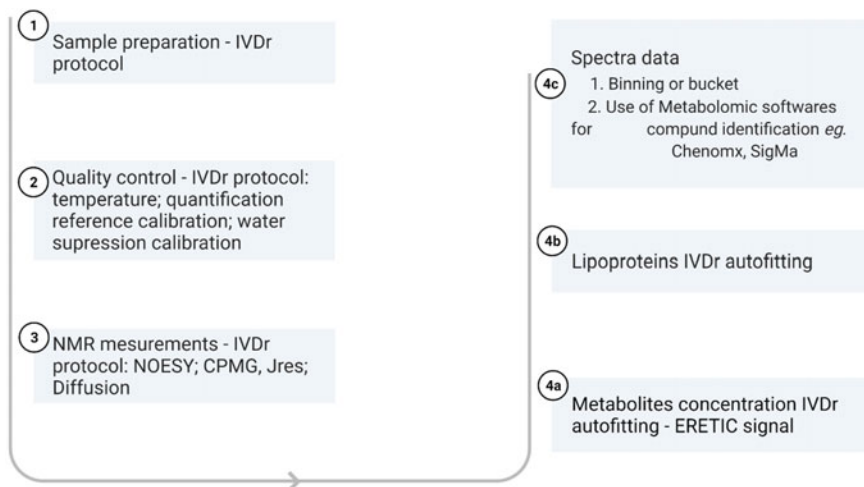 1
Sample preparation - IVDr
protocol
2
Quality control - IVDr protocol:
temperature; quantification
reference calibration; water
supression calibration
3
NMR mesurements - IVDr
protocol: NOESY; CPMG, Jres;
Diffusion
4a
Metabolites concentration IVDr
autofitting - ERETIC signal
4b
Lipoproteins IVDr autofitting
4c
Spectra data
1. Binning or bucket
2. Use of Metabolomic softwares
for compund identification eg.
Chenomx, SigMa